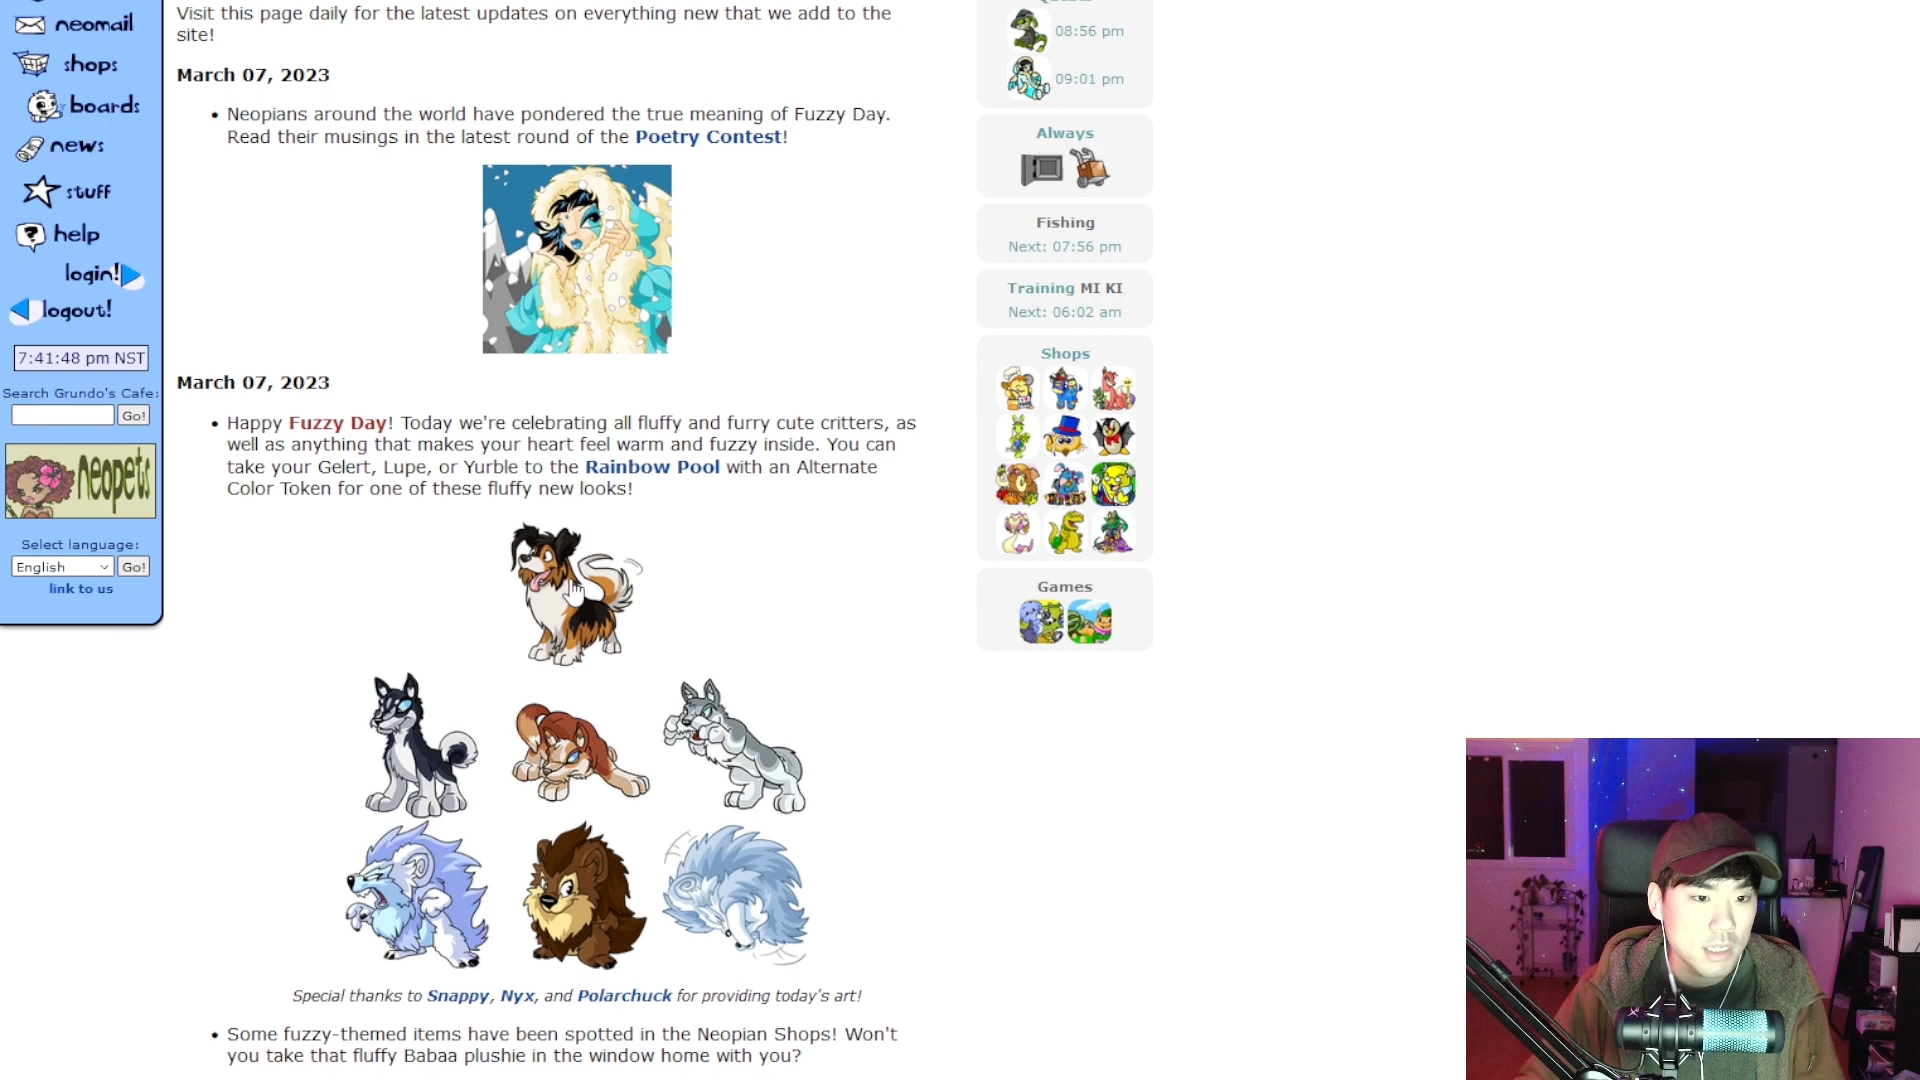 neomail
shops
boards
news
stuff
help
login!
logout!
7:41:48 pm NST
Search Grundo's Cafe:
Go!
neopets
Select language:
English
Go!
link to us
Visit this page daily for the latest updates on everything new that we add to the
site!
March 07, 2023
• Neopians around the world have pondered the true meaning of Fuzzy Day.
Read their musings in the latest round of the Poetry Contest!
March 07, 2023
• Happy Fuzzy Day! Today we're celebrating all fluffy and furry cute critters, as
well as anything that makes your heart feel warm and fuzzy inside. You can
take your Gelert, Lupe, or Yurble to the Rainbow Pool with an Alternate
Color Token for one of these fluffy new looks!
Special thanks to Snappy, Nyx, and Polarchuck for providing today's art!
• Some fuzzy-themed items have been spotted in the Neopian Shops! Won't
you take that fluffy Babaa plushie in the window home with you?
08:56 pm
09:01 pm
Always
Fishing
Next: 07:56 pm
Training MI KI
Next: 06:02 am
Shops
Games